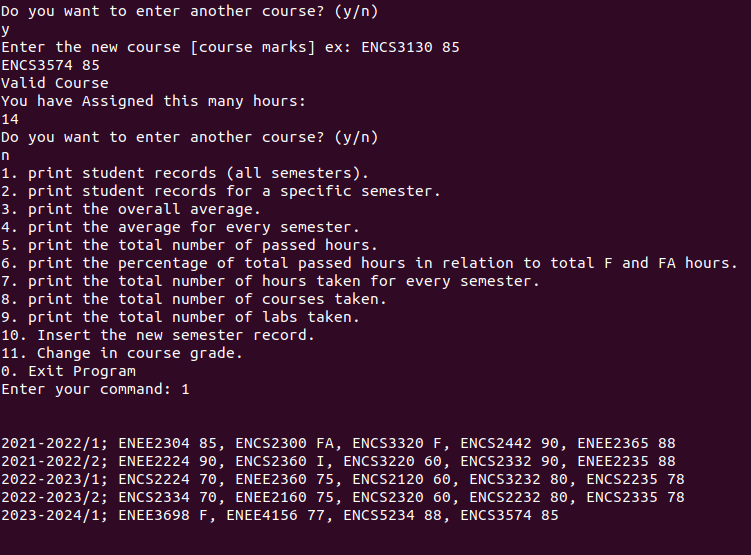 Do you want to enter another course? (y/n)
y
Enter the new course [course marks] ex: ENCS3130 85
ENCS3574 85
Valid Course
You have Assigned this many hours:
14
Do you want to enter another course? (y/n)
n
1. print student records (all semesters).
2. print student records for a specific semester.
3. print the overall average.
4. print the average for every semester.
5. print the total number of passed hours.
6. print the percentage of total passed hours in relation to total F and FA hours.
7. print the total number of hours taken for every semester.
8. print the total number of courses taken.
9. print the total number of labs taken.
10. Insert the new semester record.
11. Change in course grade.
0. Exit Program
Enter your command: 1
2021-2022/1; ENEE2304 85, ENCS2300 FA, ENCS3320 F, ENCS2442 90, ENEE2365 88
2021-2022/2; ENEE2224 90, ENCS2360 I, ENCS3220 60, ENCS2332 90, ENEE2235 88
2022-2023/1; ENCS2224 70, ENEE2360 75, ENCS2120 60, ENCS3232 80, ENCS2235 78
2022-2023/2; ENCS2334 70, ENEE2160 75, ENCS2320 60, ENCS2232 80, ENCS2335 78
2023-2024/1; ENEE3698 F, ENEE4156 77, ENCS5234 88, ENCS3574 85